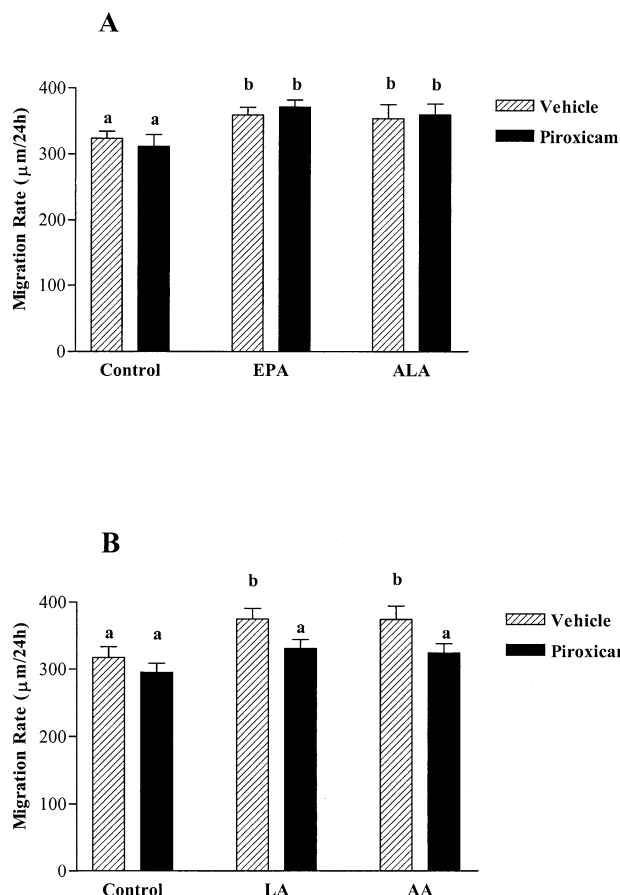 A
400
300
200
100
0
Migration Rate (μm/24h)
a a b b b b
Vehicle
Piroxicam
Control EPA ALA
B
400
300
200
100
0
Migration Rate (μm/24h)
a a b a b a
Vehicle
Piroxicam
Control LA AA